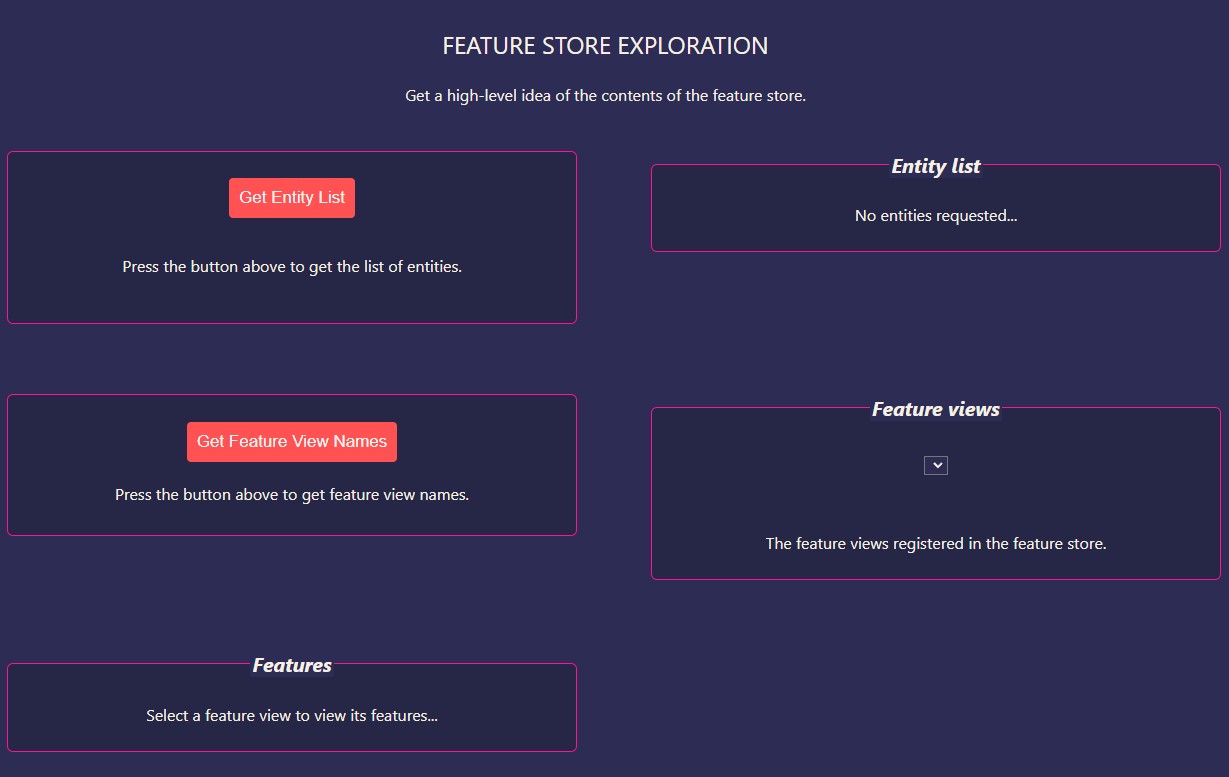 FEATURE STORE EXPLORATION
Get a high-level idea of the contents of the feature store.
Get Entity List
Press the button above to get the list of entities.
Entity list
No entities requested...
Get Feature View Names
Press the button above to get feature view names.
Feature views
The feature views registered in the feature store.
Features
Select a feature view to view its features...